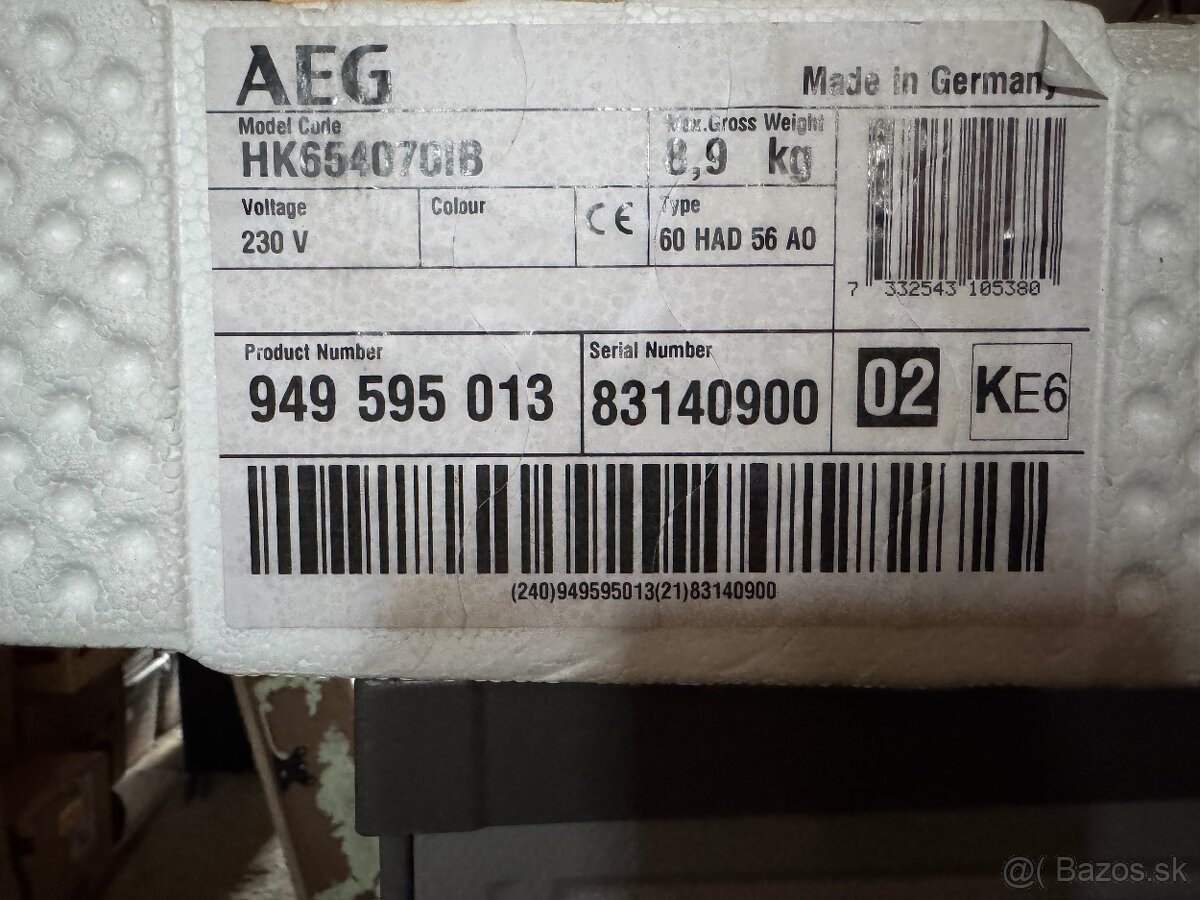 AEG
Made in Germany
Model Code
Max.Gross Weight
HK654070IB
8,9 kg
Voltage
Colour
CE
Type
230 V
60 HAD 56 AO
7 332543 105380
Product Number
Serial Number
949 595 013
83140900
02
KE6
(240)949595013(21)83140900
@( Bazos.sk